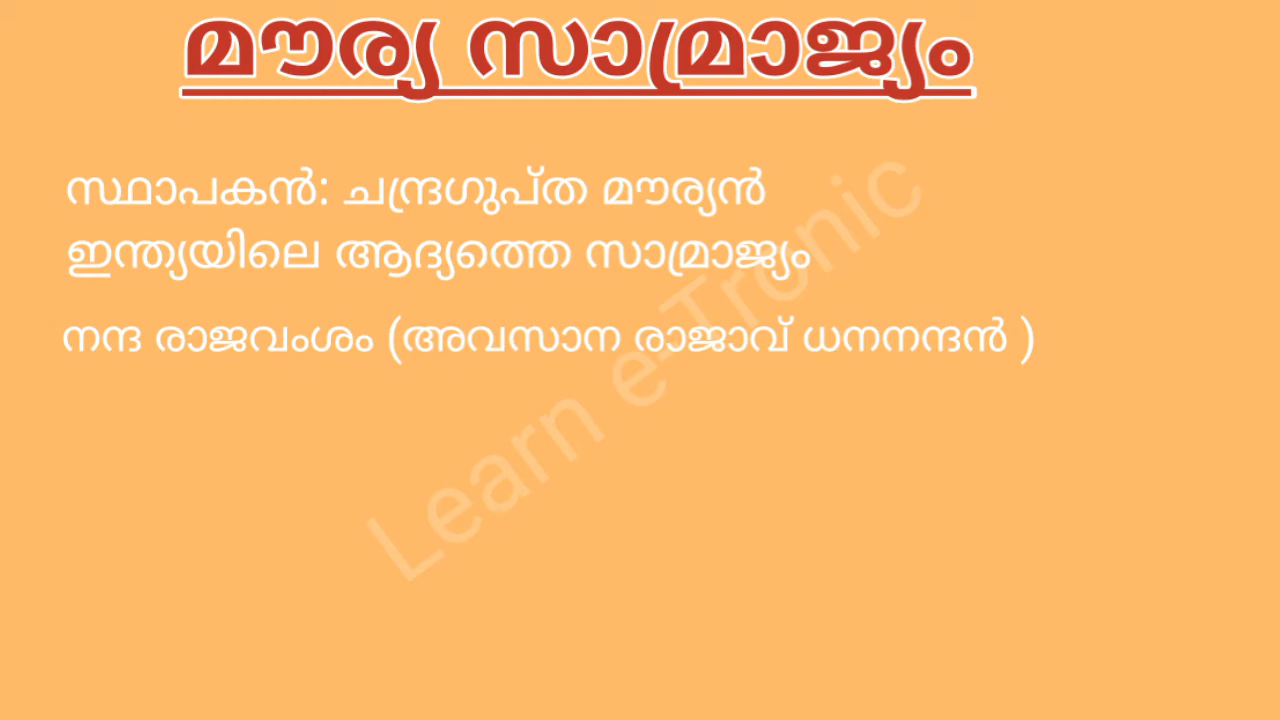 മൗര്യ സാമ്രാജ്യം
സ്ഥാപകൻ: ചന്ദ്രഗുപ്ത മൗര്യൻ
ഇന്ത്യയിലെ ആദ്യത്തെ സാമ്രാജ്യം
നന്ദ രാജവംശം (അവസാന രാജാവ് ധനനന്ദൻ )
Learn e-Tronic